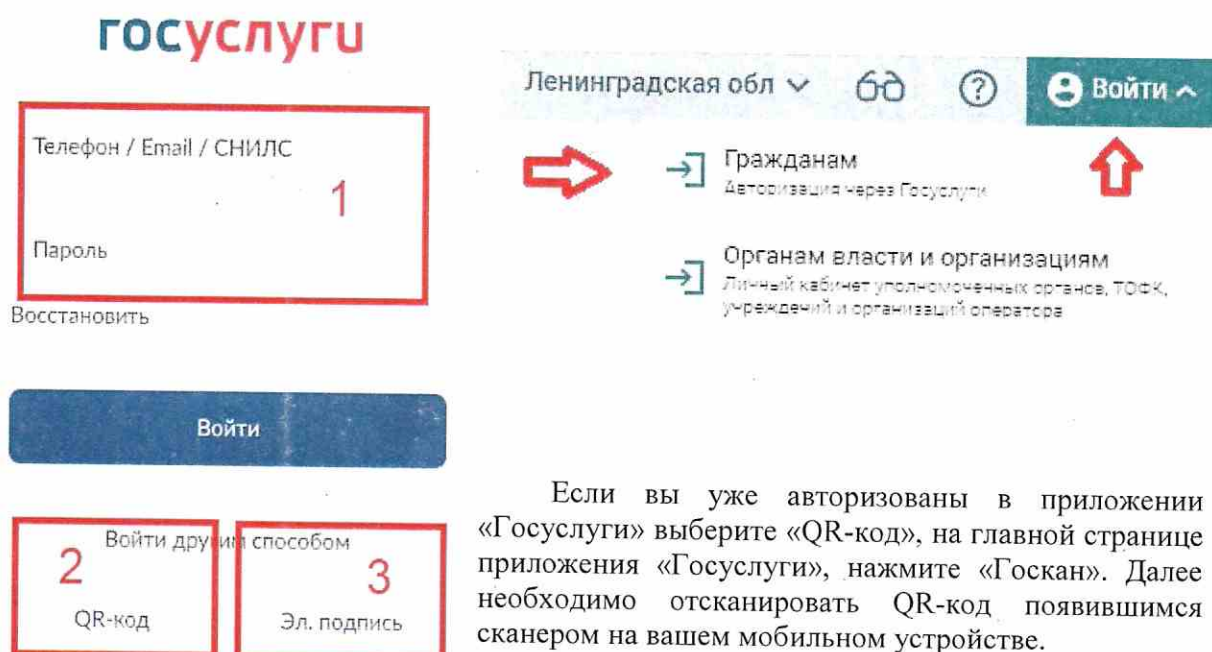 госуслуги
Телефон / Email / СНИЛС
1
Пароль
Восстановить
Войти
Войти другим способом
2
3
QR-код
Эл. подпись
Ленинградская обл
Войти
Гражданам
Авторизация через Госуслуги
Органам власти и организациям
Личный кабинет уполномоченных органов, ТОФК,
учреждений и организаций оператора
Если вы уже авторизованы в приложении
«Госуслуги» выберите «QR-код», на главной странице
приложения «Госуслуги», нажмите «Госкан». Далее
необходимо отсканировать QR-код появившимся
сканером на вашем мобильном устройстве.